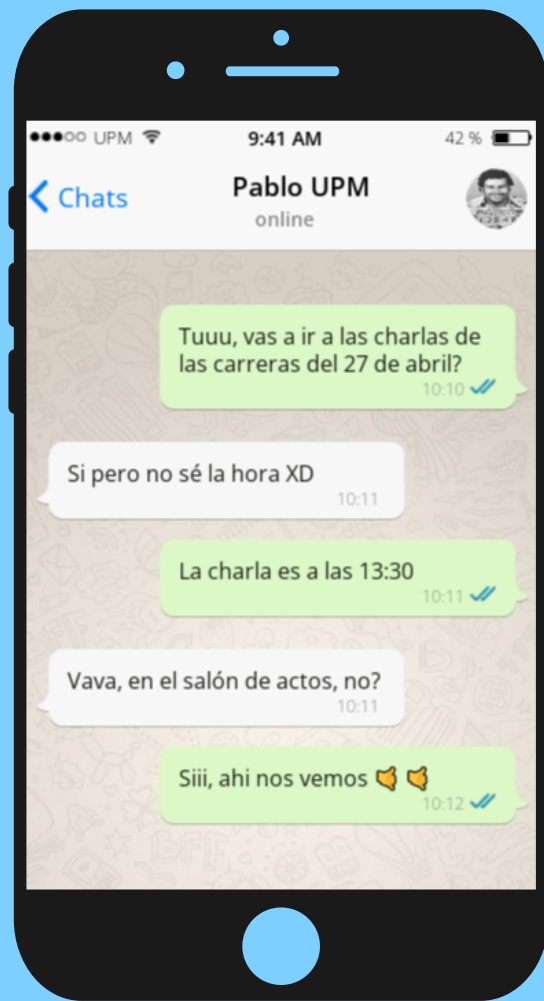 UPM 9:41 AM 42 %
Chats
Pablo UPM
online
Tuuu, vas a ir a las charlas de
las carreras del 27 de abril?
10:10
Si pero no sé la hora XD
10:11
La charla es a las 13:30
10:11
Vava, en el salón de actos, no?
10:11
Siii, ahi nos vemos 🤙 🤙
10:12